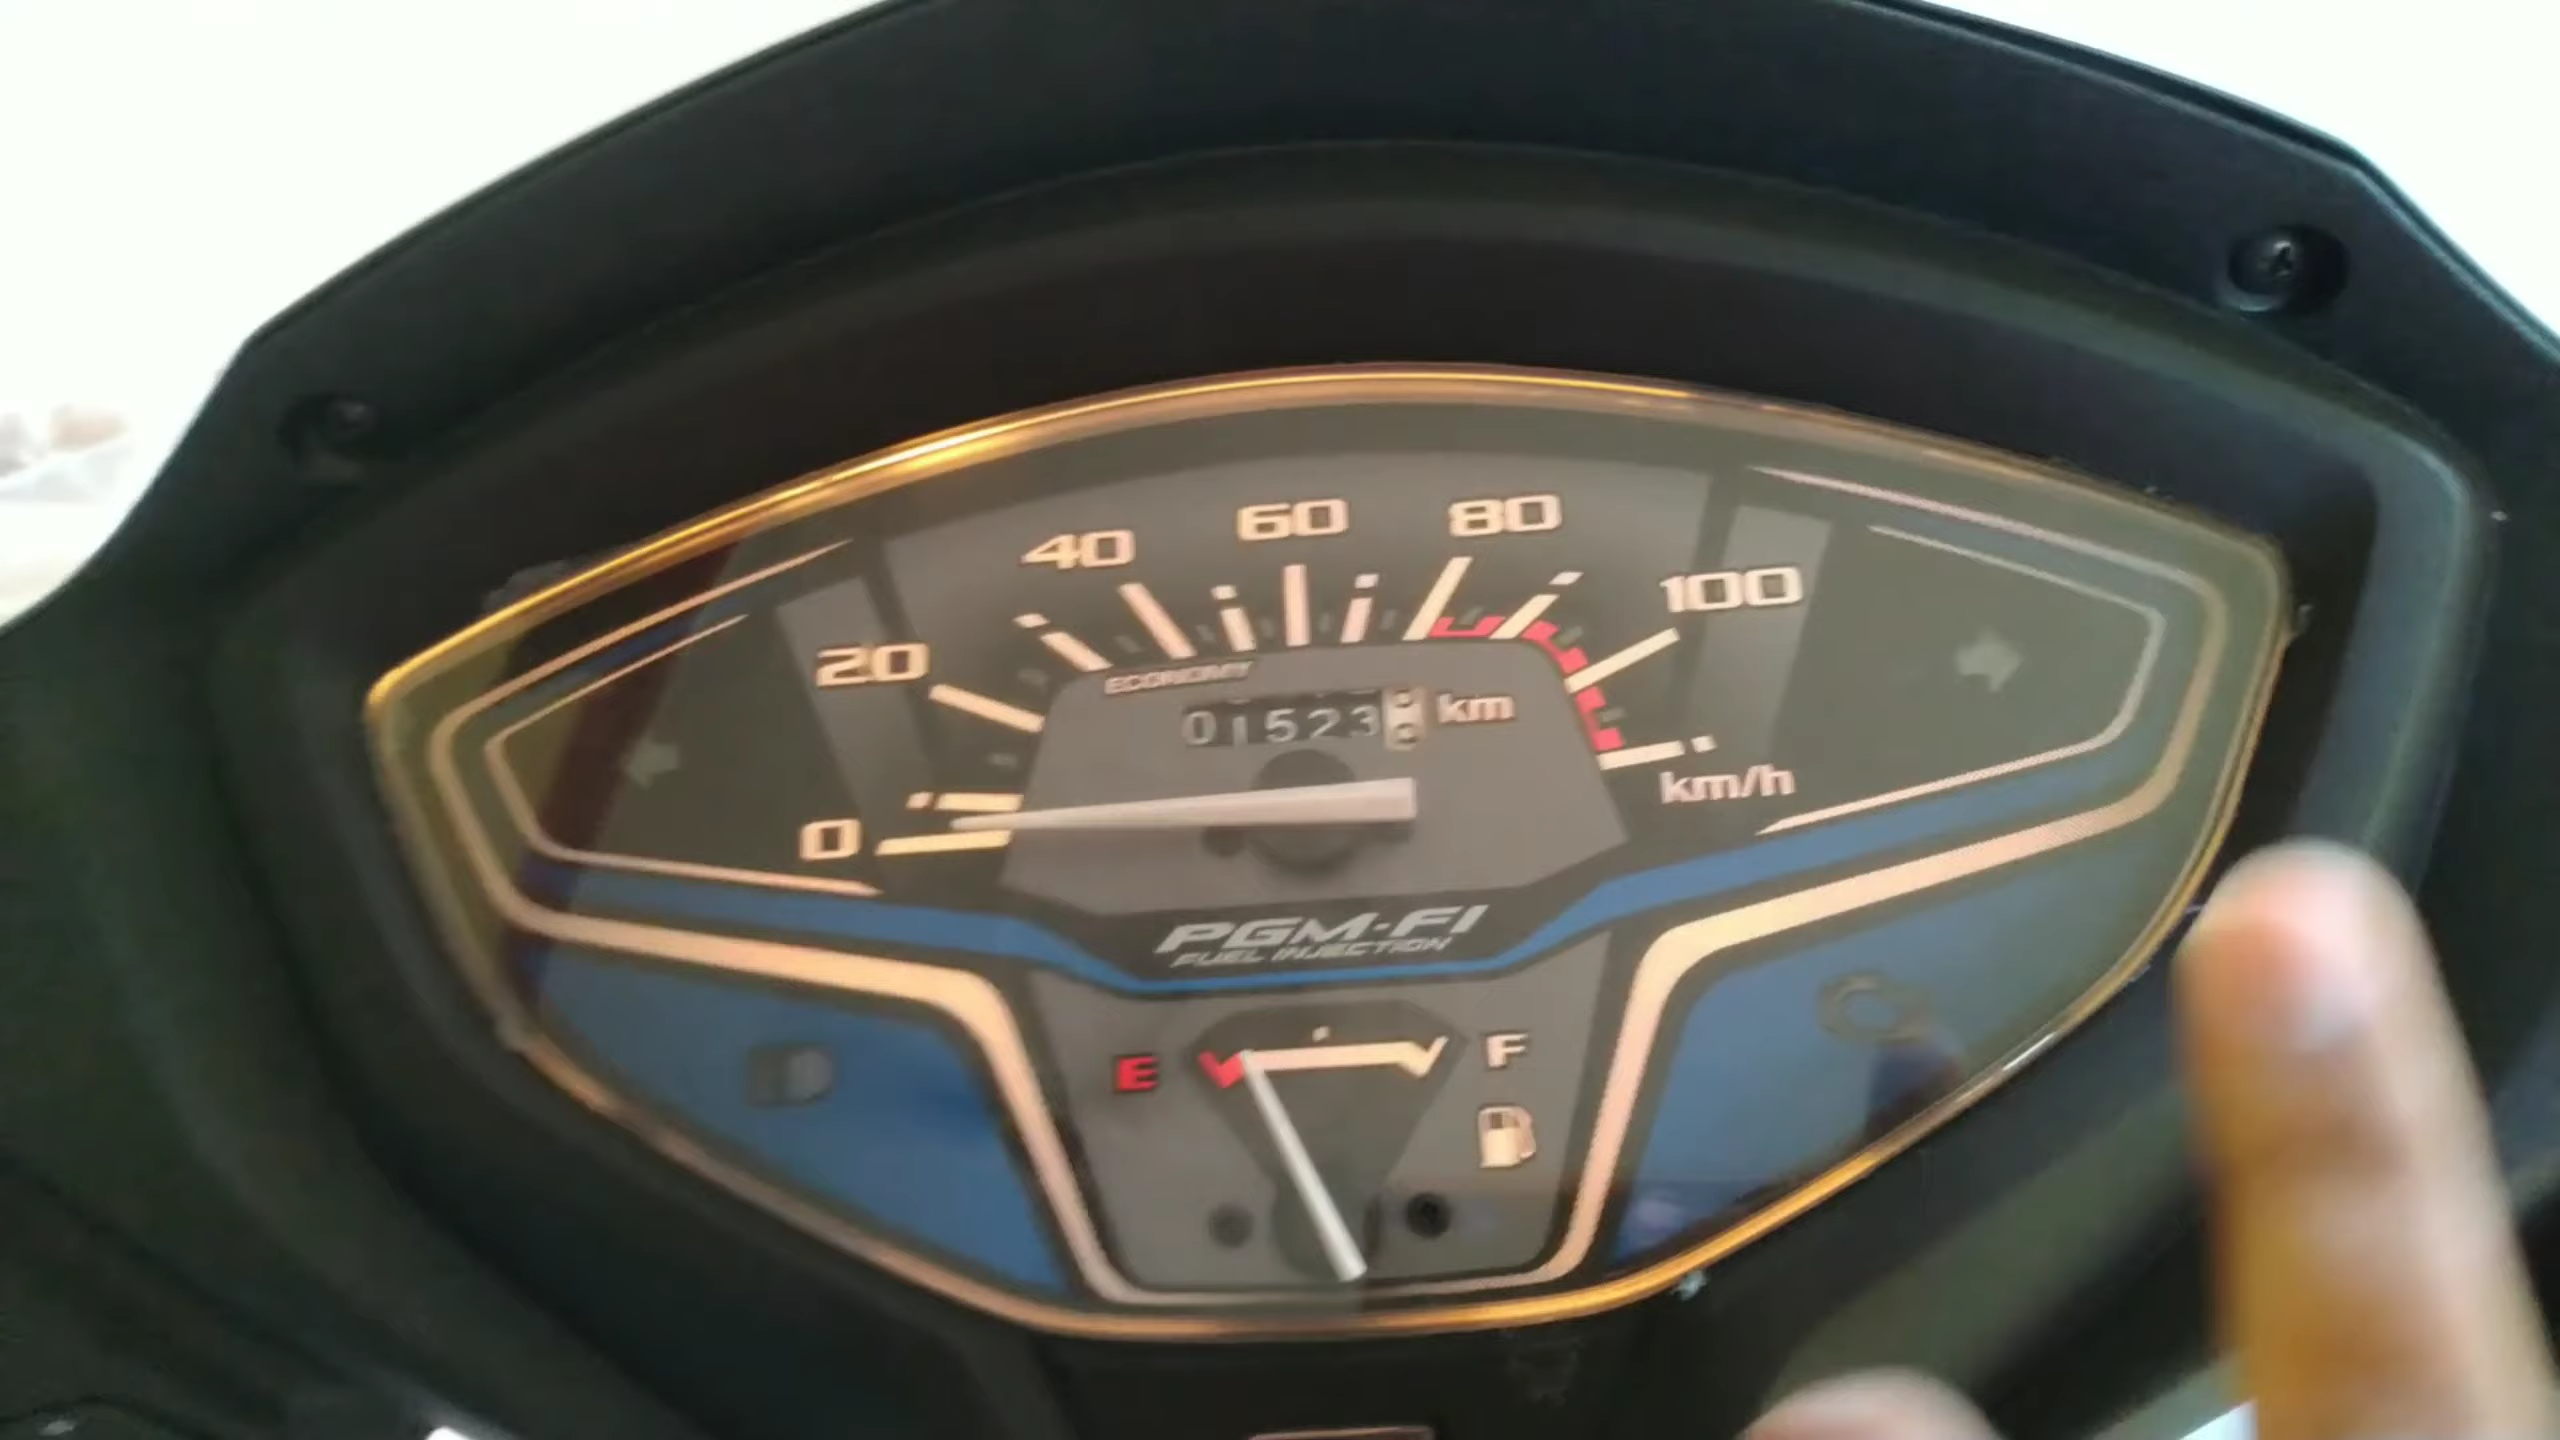 60 80
40 100
20
ECONOMY
01523 km
0 km/h
PGM-FI
FUEL INJECTION
E F